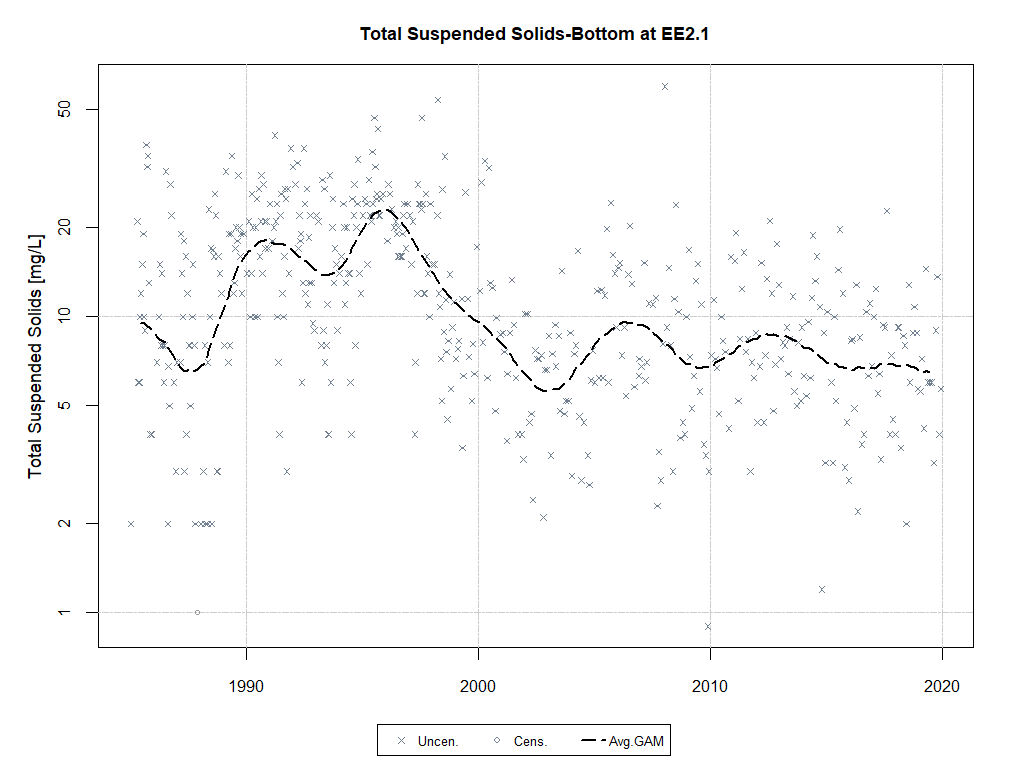 Total Suspended Solids-Bottom at EE2.1
Total Suspended Solids [mg/L]
50
20
10
5
2
1
1990 2000 2010 2020
Uncen. Cens. Avg.GAM